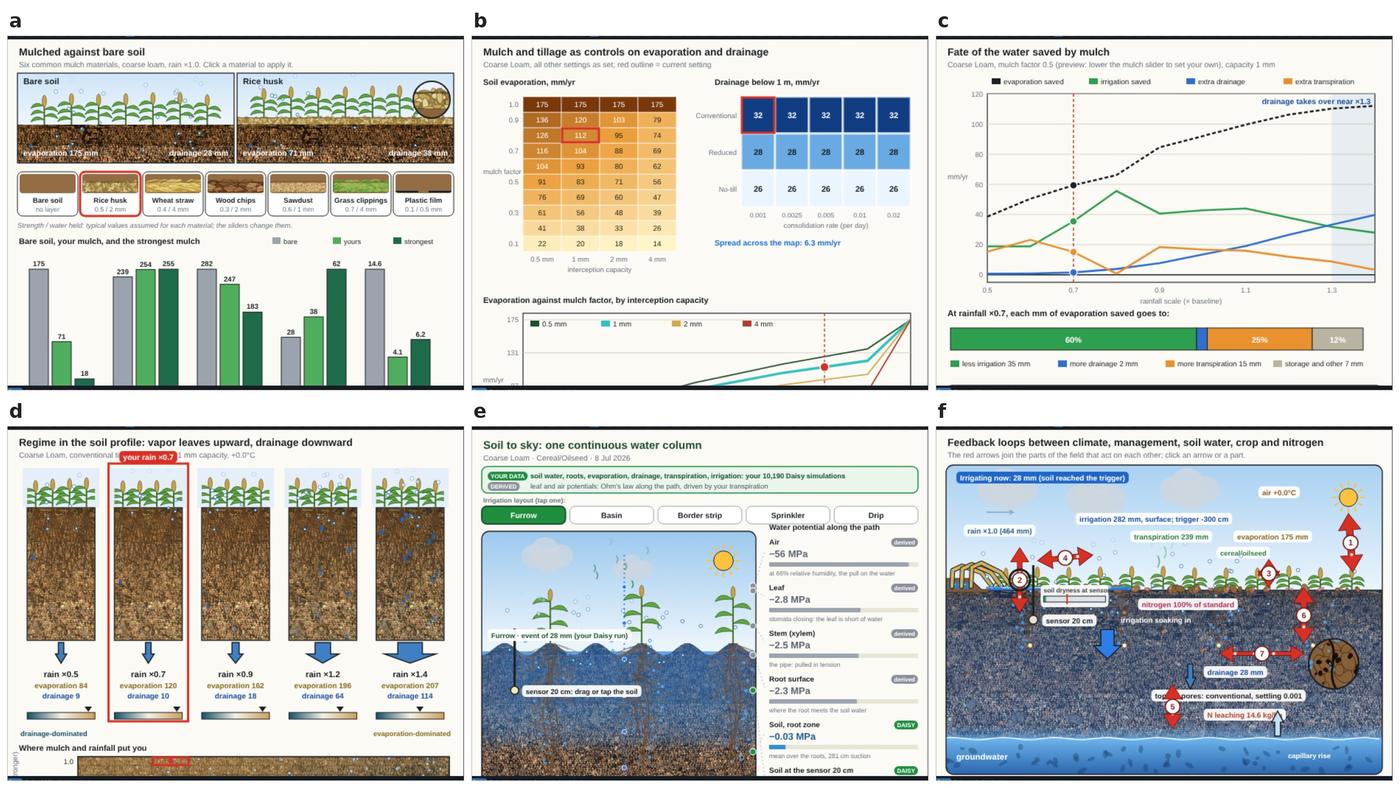 a
Mulched against bare soil
Six common mulch materials, coarse loam, rain ×1.0. Click a material to apply it.
Bare soil
Rice husk
evaporation 175 mm
drainage 28 mm
evaporation 71 mm
drainage 38 mm
Bare soil
no layer
Rice husk
0.5 / 2 mm
Wheat straw
0.4 / 4 mm
Wood chips
0.3 / 2 mm
Sawdust
0.6 / 1 mm
Grass clippings
0.7 / 4 mm
Plastic film
0.1 / 0.5 mm
Strength / water held: typical values assumed for each material; the sliders change them.
Bare soil, your mulch, and the strongest mulch
bare
yours
strongest
175
71
18
239
254
255
282
247
183
28
38
62
14.6
4.1
6.2
b
Mulch and tillage as controls on evaporation and drainage
Coarse Loam, all other settings as set; red outline = current setting
Soil evaporation, mm/yr
1.0 175 175 175 175
0.9 136 120 103 79
126 112 95 74
0.7 116 104 88 69
104 93 80 62
mulch factor
0.5 91 83 71 56
76 69 60 47
0.3 61 56 48 39
41 38 33 26
0.1 22 20 18 14
0.5 mm 1 mm 2 mm 4 mm
interception capacity
Drainage below 1 m, mm/yr
Conventional 32 32 32 32 32
Reduced 28 28 28 28 28
No-till 26 26 26 26 26
0.001 0.0025 0.005 0.01 0.02
consolidation rate (per day)
Spread across the map: 6.3 mm/yr
Evaporation against mulch factor, by interception capacity
0.5 mm
1 mm
2 mm
4 mm
175
131
mm/yr
c
Fate of the water saved by mulch
Coarse Loam, mulch factor 0.5 (preview: lower the mulch slider to set your own), capacity 1 mm
evaporation saved
irrigation saved
extra drainage
extra transpiration
drainage takes over near ×1.3
120
100
80
60
40
20
0
mm/yr
0.5 0.7 0.9 1.1 1.3
rainfall scale (× baseline)
At rainfall ×0.7, each mm of evaporation saved goes to:
60%
25%
12%
less irrigation 35 mm
more drainage 2 mm
more transpiration 15 mm
storage and other 7 mm
d
Regime in the soil profile: vapor leaves upward, drainage downward
Coarse Loam, conventional
1 mm capacity, +0.0°C
your rain ×0.7
rain ×0.5
evaporation 84
drainage 9
rain ×0.7
evaporation 120
drainage 10
rain ×0.9
evaporation 162
drainage 18
rain ×1.2
evaporation 196
drainage 64
rain ×1.4
evaporation 207
drainage 114
drainage-dominated
evaporation-dominated
Where mulch and rainfall put you
1.0
e
Soil to sky: one continuous water column
Coarse Loam · Cereal/Oilseed · 8 Jul 2026
YOUR DATA soil water, roots, evaporation, drainage, transpiration, irrigation: your 10,190 Daisy simulations
DERIVED leaf and air potentials: Ohm's law along the path, driven by your transpiration
Irrigation layout (tap one):
Furrow
Basin
Border strip
Sprinkler
Drip
Furrow · event of 28 mm (your Daisy run)
sensor 20 cm: drag or tap the soil
Water potential along the path
Air derived
−56 MPa
at 66% relative humidity, the pull on the water
Leaf derived
−2.8 MPa
stomata closing: the leaf is short of water
Stem (xylem) derived
−2.5 MPa
the pipe: pulled in tension
Root surface derived
−2.3 MPa
where the root meets the soil water
Soil, root zone DAISY
−0.03 MPa
mean over the roots, 281 cm suction
Soil at the sensor 20 cm DAISY
f
Feedback loops between climate, management, soil water, crop and nitrogen
The red arrows join the parts of the field that act on each other; click an arrow or a part.
Irrigating now: 28 mm (soil reached the trigger)
air +0.0°C
rain ×1.0 (464 mm)
irrigation 282 mm, surface; trigger -300 cm
transpiration 239 mm
evaporation 175 mm
cereal/oilseed
1
2
3
4
soil dryness at sensor
nitrogen 100% of standard
sensor 20 cm
irrigation soaking in
6
7
drainage 28 mm
pores: conventional, settling 0.001
5
N leaching 14.6
groundwater
capillary rise